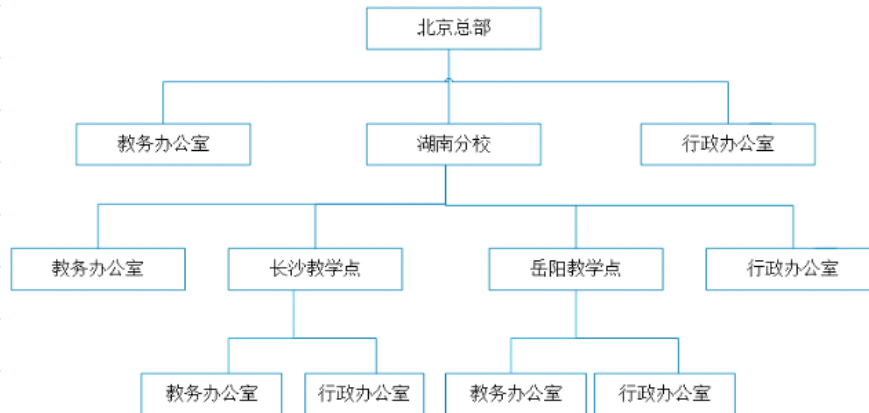 北京总部
教务办公室
湖南分校
行政办公室
教务办公室
长沙教学点
岳阳教学点
行政办公室
教务办公室
行政办公室
教务办公室
行政办公室